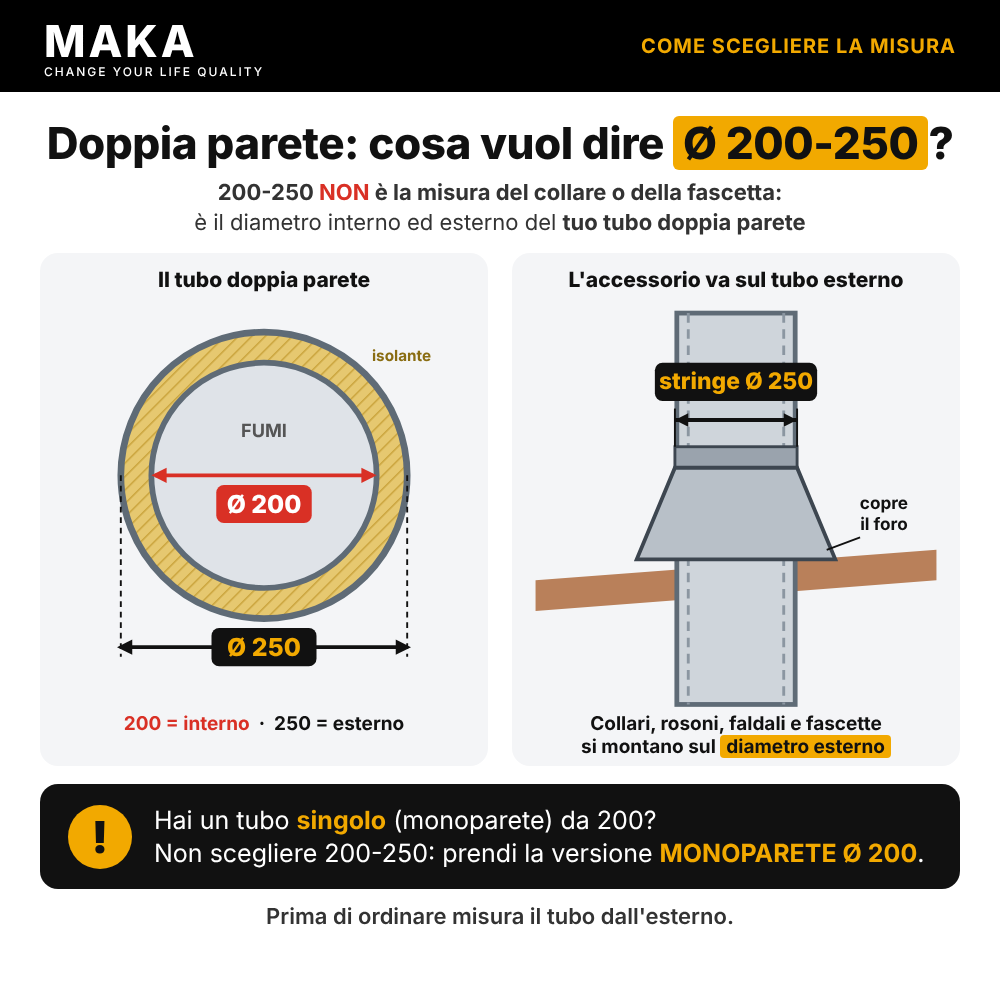 MAKA
CHANGE YOUR LIFE QUALITY
COME SCEGLIERE LA MISURA
Doppia parete: cosa vuol dire Ø 200-250?
200-250 NON è la misura del collare o della fascetta:
è il diametro interno ed esterno del tuo tubo doppia parete
Il tubo doppia parete
isolante
FUMI
Ø 200
Ø 250
200 = interno · 250 = esterno
L'accessorio va sul tubo esterno
stringe Ø 250
copre
il foro
Collari, rosoni, faldali e fascette
si montano sul diametro esterno
!
Hai un tubo singolo (monoparete) da 200?
Non scegliere 200-250: prendi la versione MONOPARETE Ø 200.
Prima di ordinare misura il tubo dall'esterno.